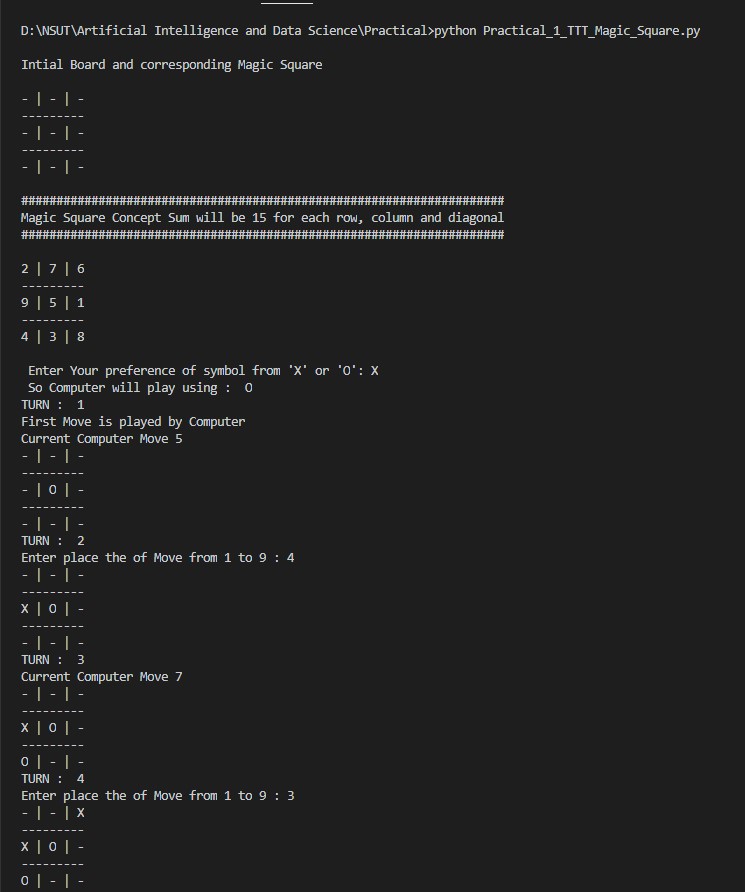 D:\NSUT\Artificial Intelligence and Data Science\Practical>python Practical_1_TTT_Magic_Square.py
Intial Board and corresponding Magic Square
- | - | -
---------
- | - | -
---------
- | - | -
#####################################################################
Magic Square Concept Sum will be 15 for each row, column and diagonal
#####################################################################
2 | 7 | 6
---------
9 | 5 | 1
---------
4 | 3 | 8
Enter Your preference of symbol from 'X' or 'O': X
So Computer will play using :  O
TURN :  1
First Move is played by Computer
Current Computer Move 5
- | - | -
---------
- | O | -
---------
- | - | -
TURN :  2
Enter place the of Move from 1 to 9 : 4
- | - | -
---------
X | O | -
---------
- | - | -
TURN :  3
Current Computer Move 7
- | - | -
---------
X | O | -
---------
O | - | -
TURN :  4
Enter place the of Move from 1 to 9 : 3
- | - | X
---------
X | O | -
---------
O | - | -